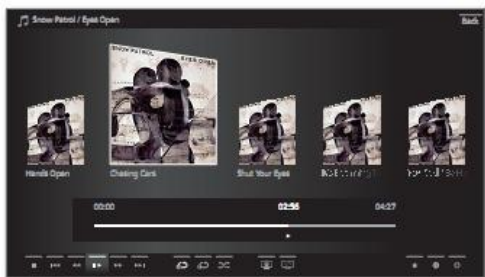 Snow Patrol / Eyes Open
Back
SNOW PATROL EYES OPEN
Hands Open
Chasing Cars
Shut Your Eyes
00:00
02:56
04:27